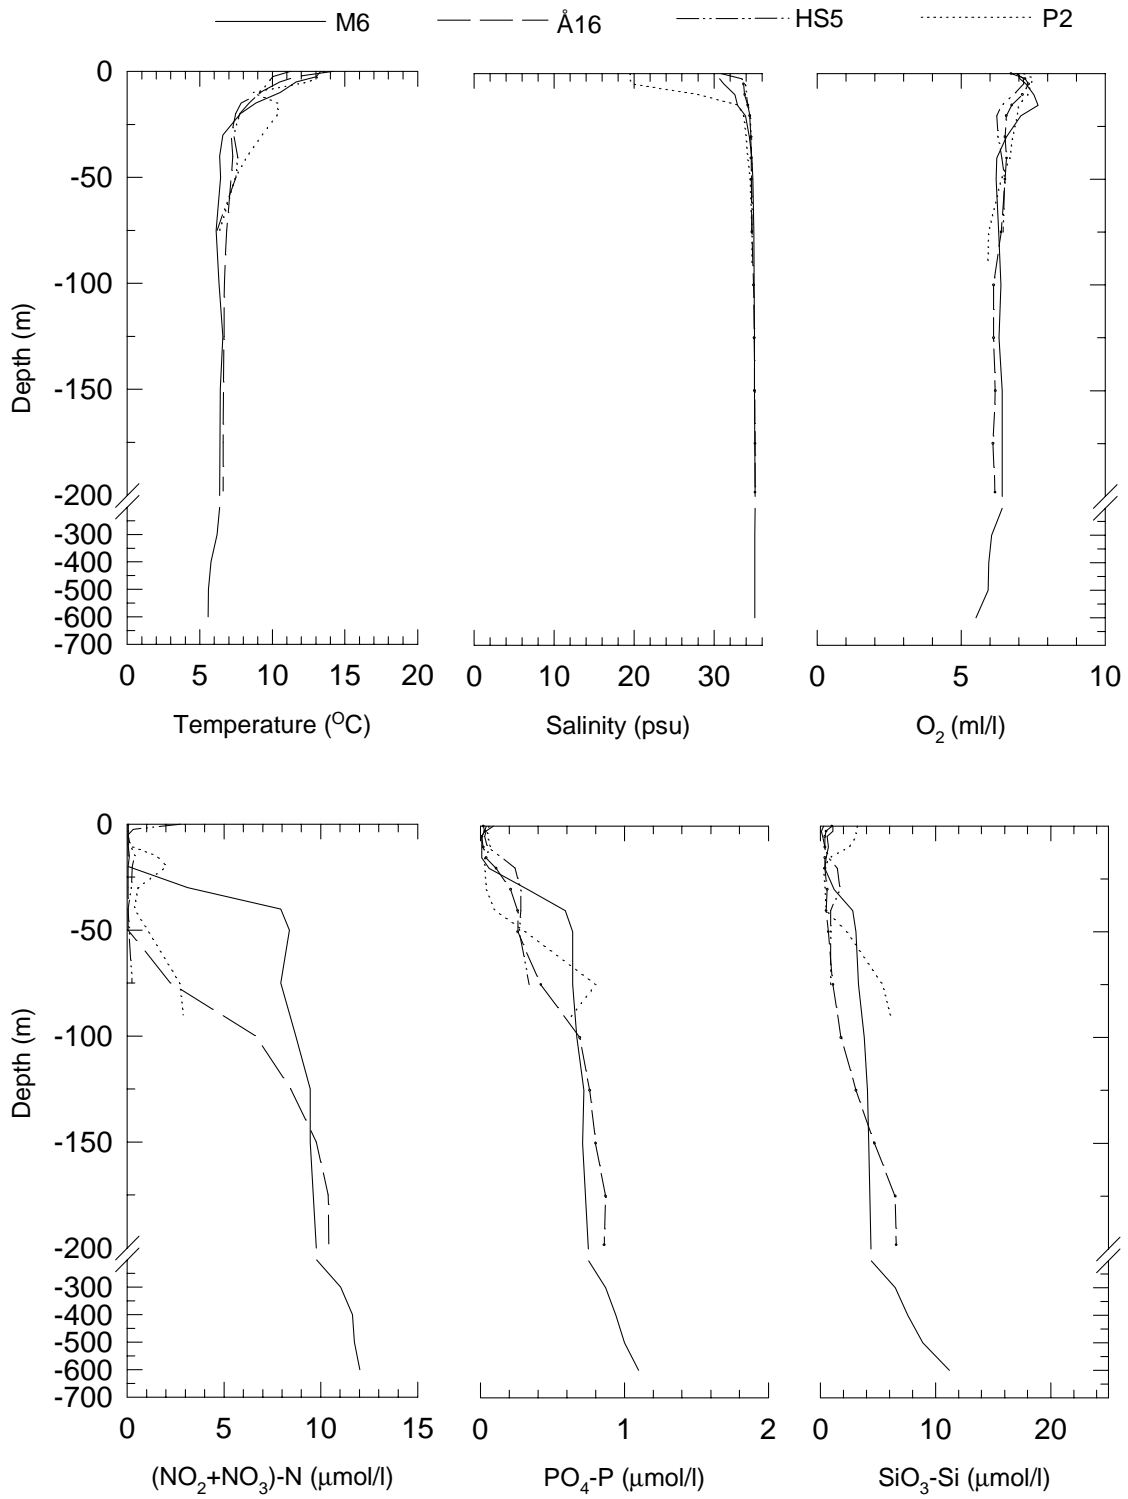 M6 Å16 HS5 P2
0
-50
-100
-150
-200
-300
-400
-500
-600
-700
Depth (m)
0 5 10 15 20
Temperature (OC)
0 10 20 30
Salinity (psu)
0 5 10
O2 (ml/l)
0
-50
-100
-150
-200
-300
-400
-500
-600
-700
Depth (m)
0 5 10 15
(NO2+NO3)-N (μmol/l)
0 1 2
PO4-P (μmol/l)
0 10 20
SiO3-Si (μmol/l)